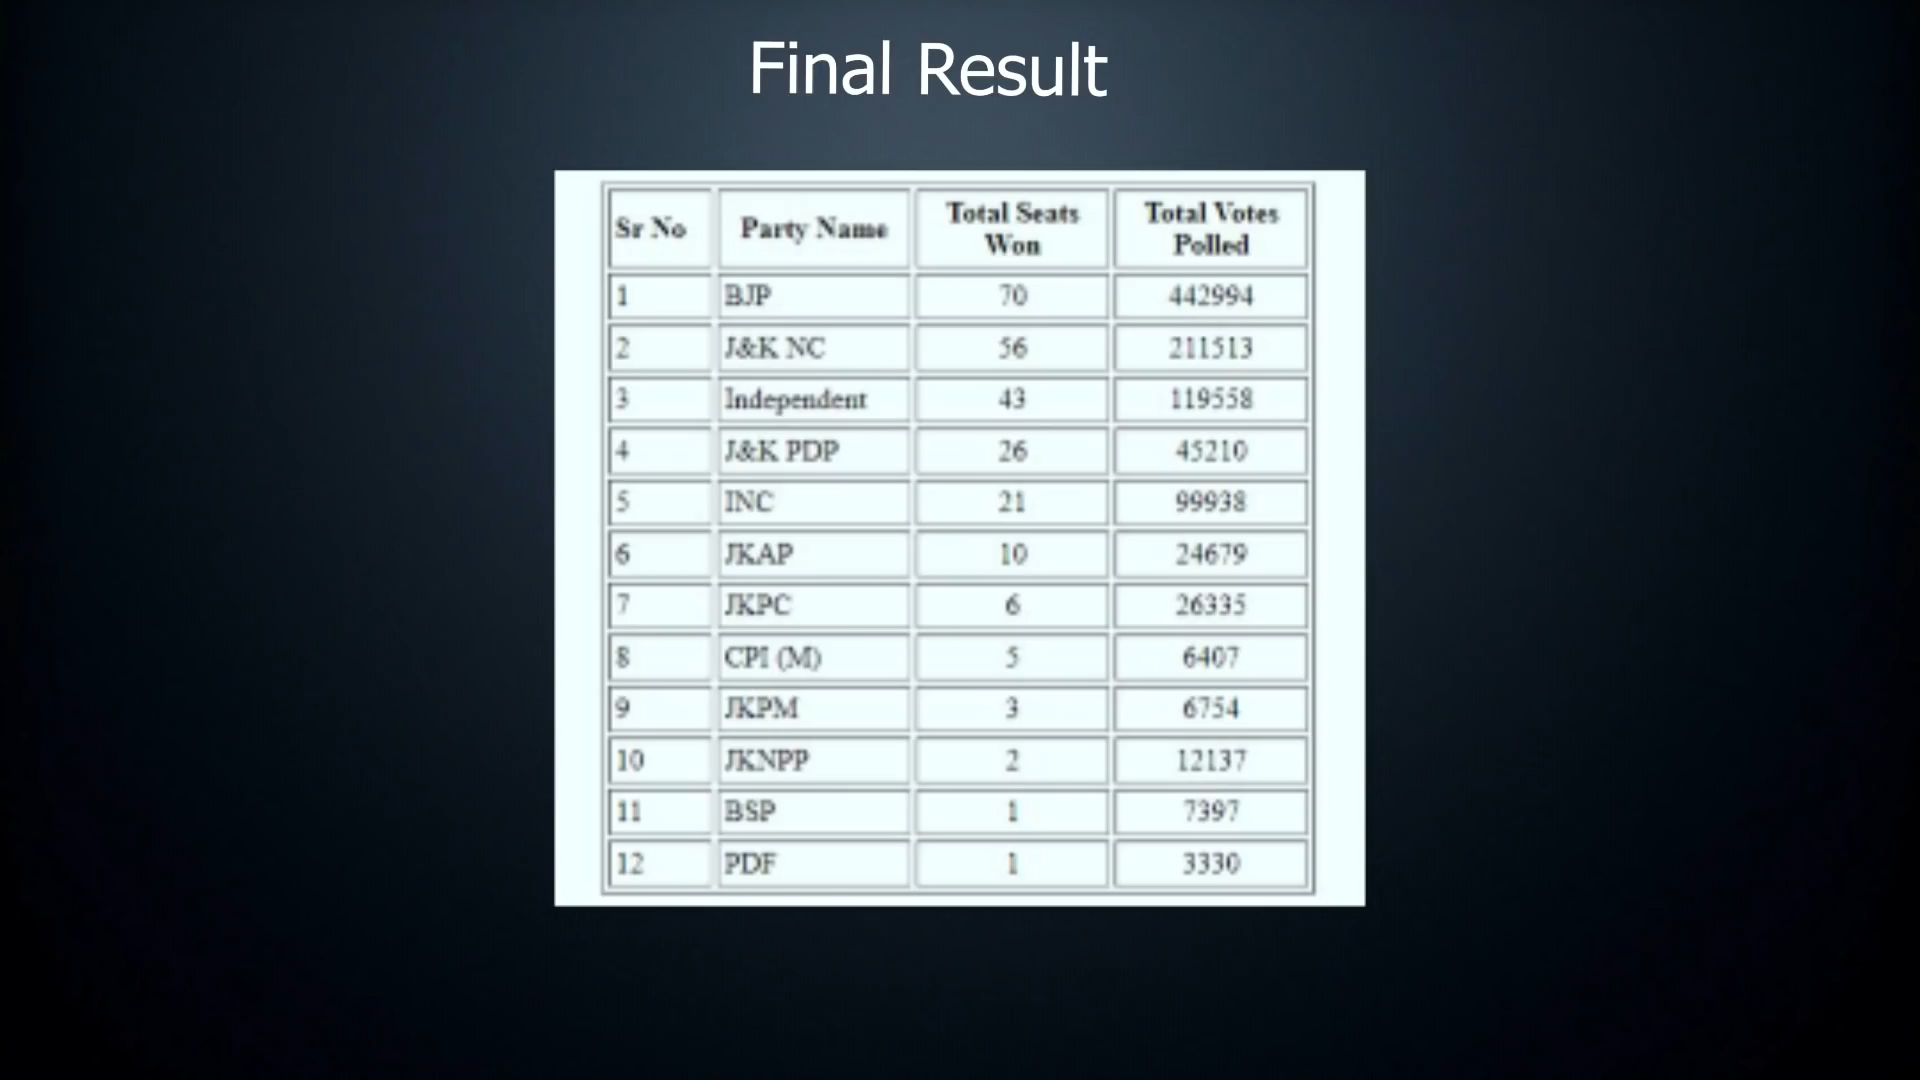 Final Result
Sr No Party Name Total Seats Won Total Votes Polled
1 BJP 70 442994
2 J&K NC 56 211513
3 Independent 43 119558
4 J&K PDP 26 45210
5 INC 21 99938
6 JKAP 10 24679
7 JKPC 6 26335
8 CPI (M) 5 6407
9 JKPM 3 6754
10 JKNPP 2 12137
11 BSP 1 7397
12 PDF 1 3330